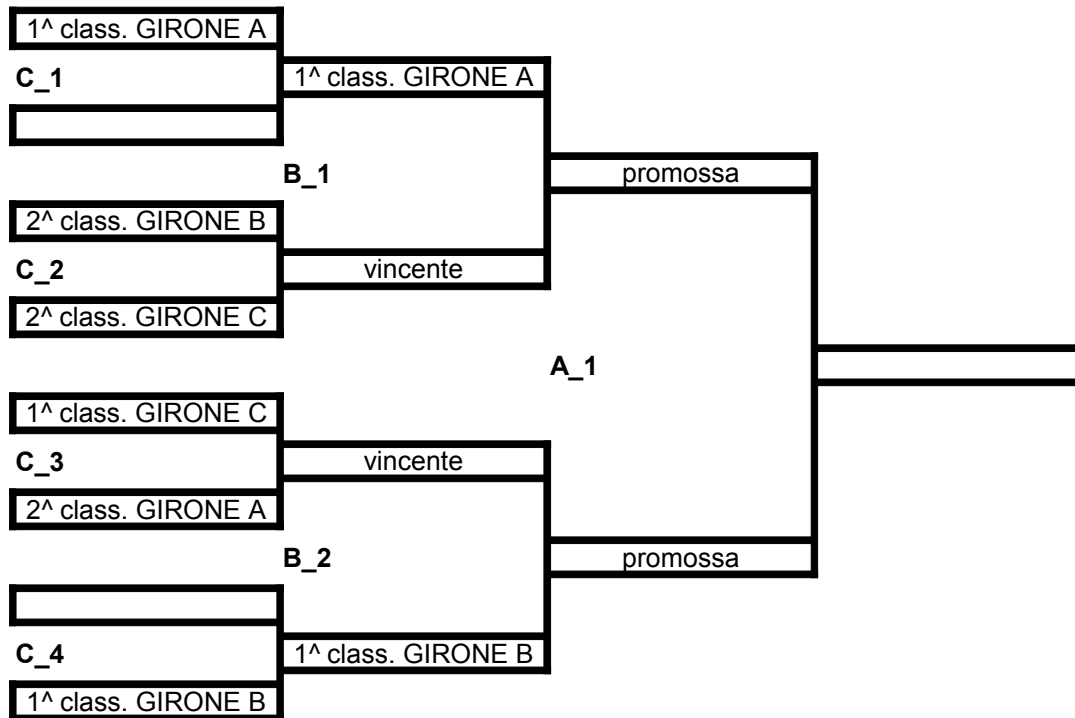 1^ class. GIRONE A
C_1
1^ class. GIRONE A
B_1
promossa
2^ class. GIRONE B
C_2
vincente
2^ class. GIRONE C
A_1
1^ class. GIRONE C
C_3
vincente
2^ class. GIRONE A
B_2
promossa
C_4
1^ class. GIRONE B
1^ class. GIRONE B